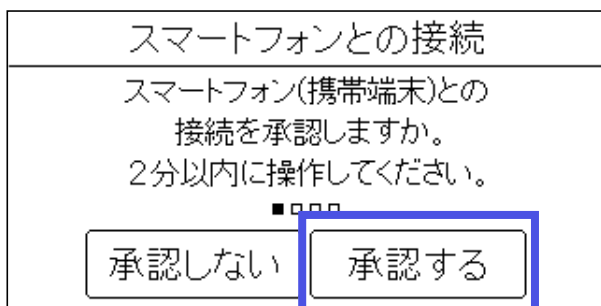 スマートフォンとの接続
スマートフォン(携帯端末)との
接続を承認しますか。
2分以内に操作してください。
承認しない
承認する